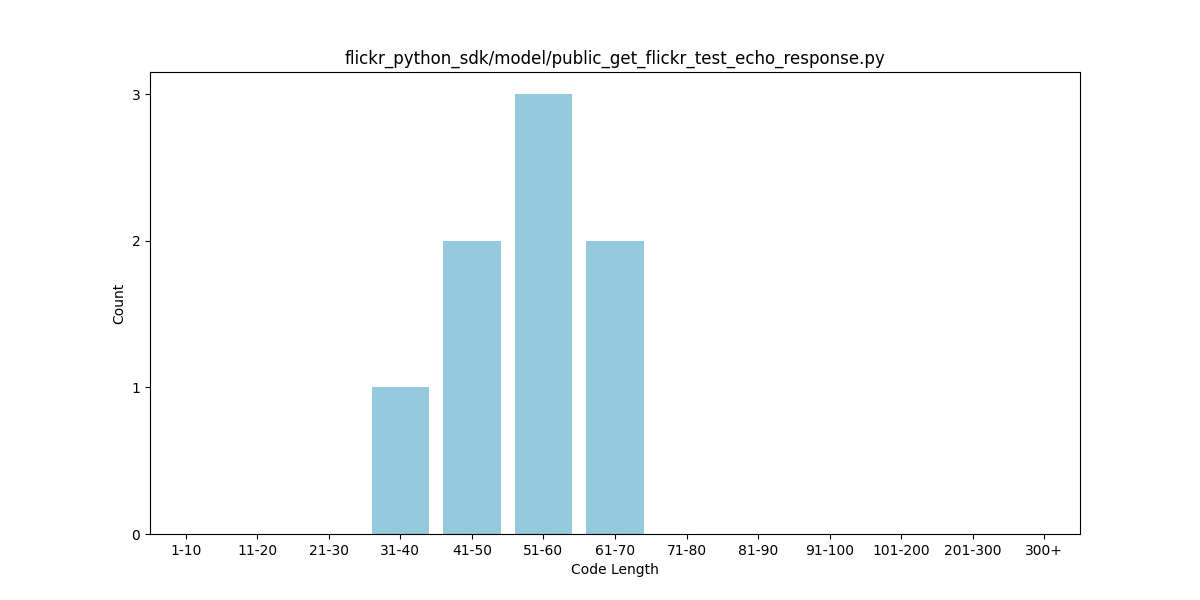 flickr_python_sdk/model/public_get_flickr_test_echo_response.py
3
2
1
0
Count
1-10 11-20 21-30 31-40 41-50 51-60 61-70 71-80 81-90 91-100 101-200 201-300 300+
Code Length